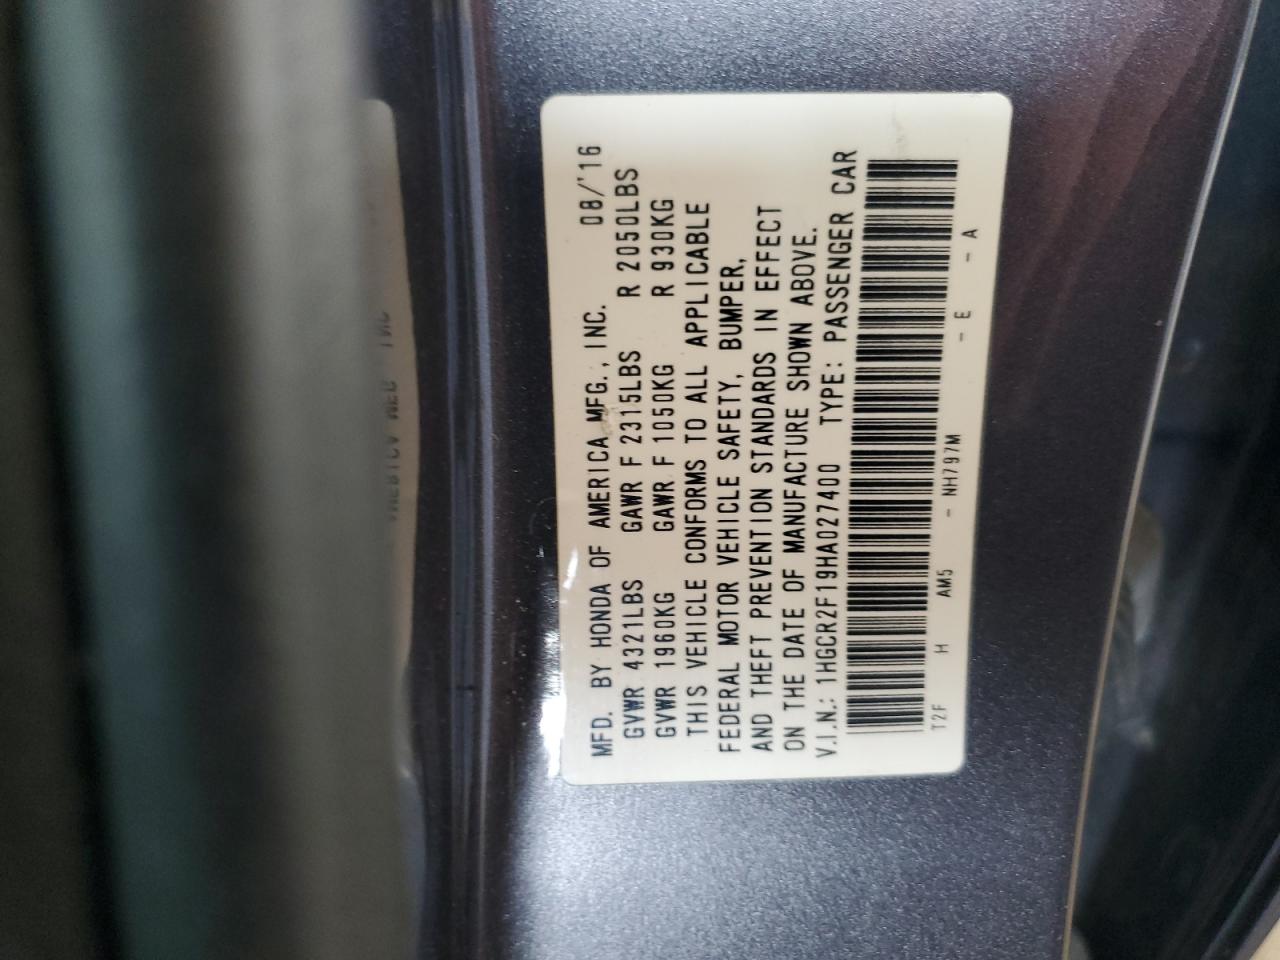 MFD. BY HONDA OF AMERICA MFG., INC. 08/'16
GVWR 4321LBS GAWR F 2315LBS R 2050LBS
GVWR 1960KG GAWR F 1050KG R 930KG
THIS VEHICLE CONFORMS TO ALL APPLICABLE
FEDERAL MOTOR VEHICLE SAFETY, BUMPER,
AND THEFT PREVENTION STANDARDS IN EFFECT
ON THE DATE OF MANUFACTURE SHOWN ABOVE.
V.I.N.: 1HGCR2F19HA027400 TYPE: PASSENGER CAR
T2F H AM5 - NH797M - E - A